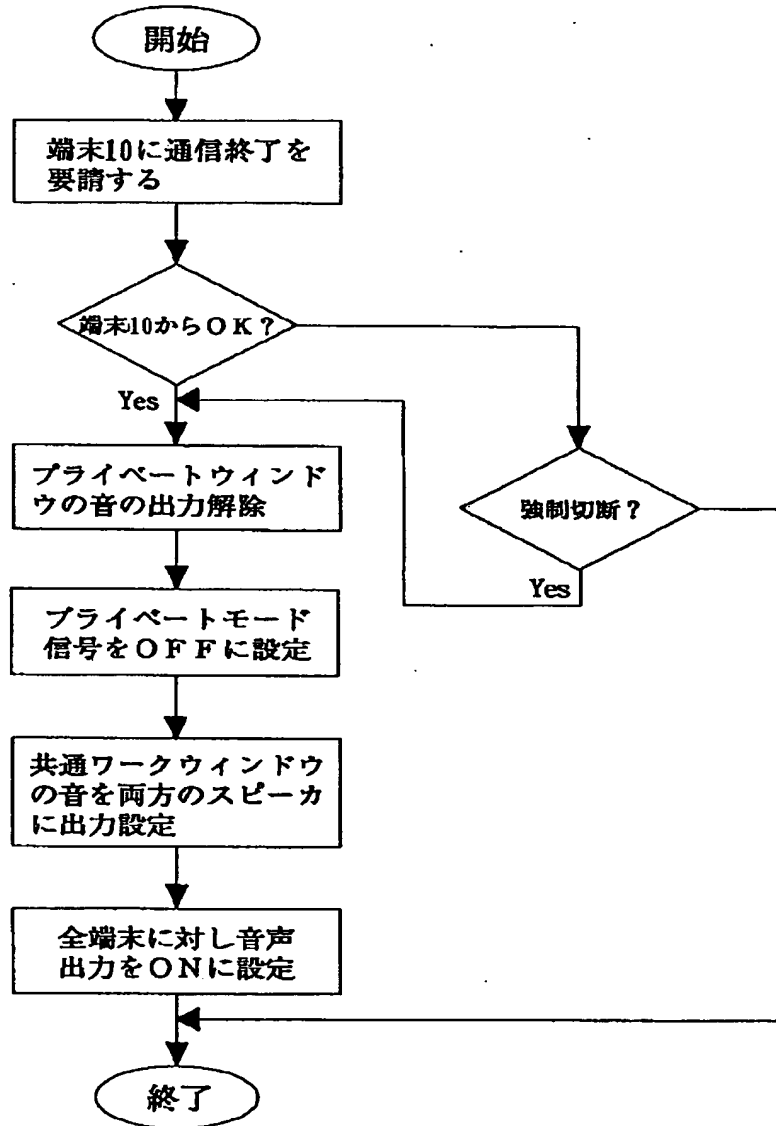 開始
端末10に通信終了を
要請する
端末10からＯＫ？
Yes
プライベートウィンド
ウの音の出力解除
強制切断？
Yes
プライベートモード
信号をＯＦＦに設定
共通ワークウィンドウ
の音を両方のスピーカ
に出力設定
全端末に対し音声
出力をＯＮに設定
終了